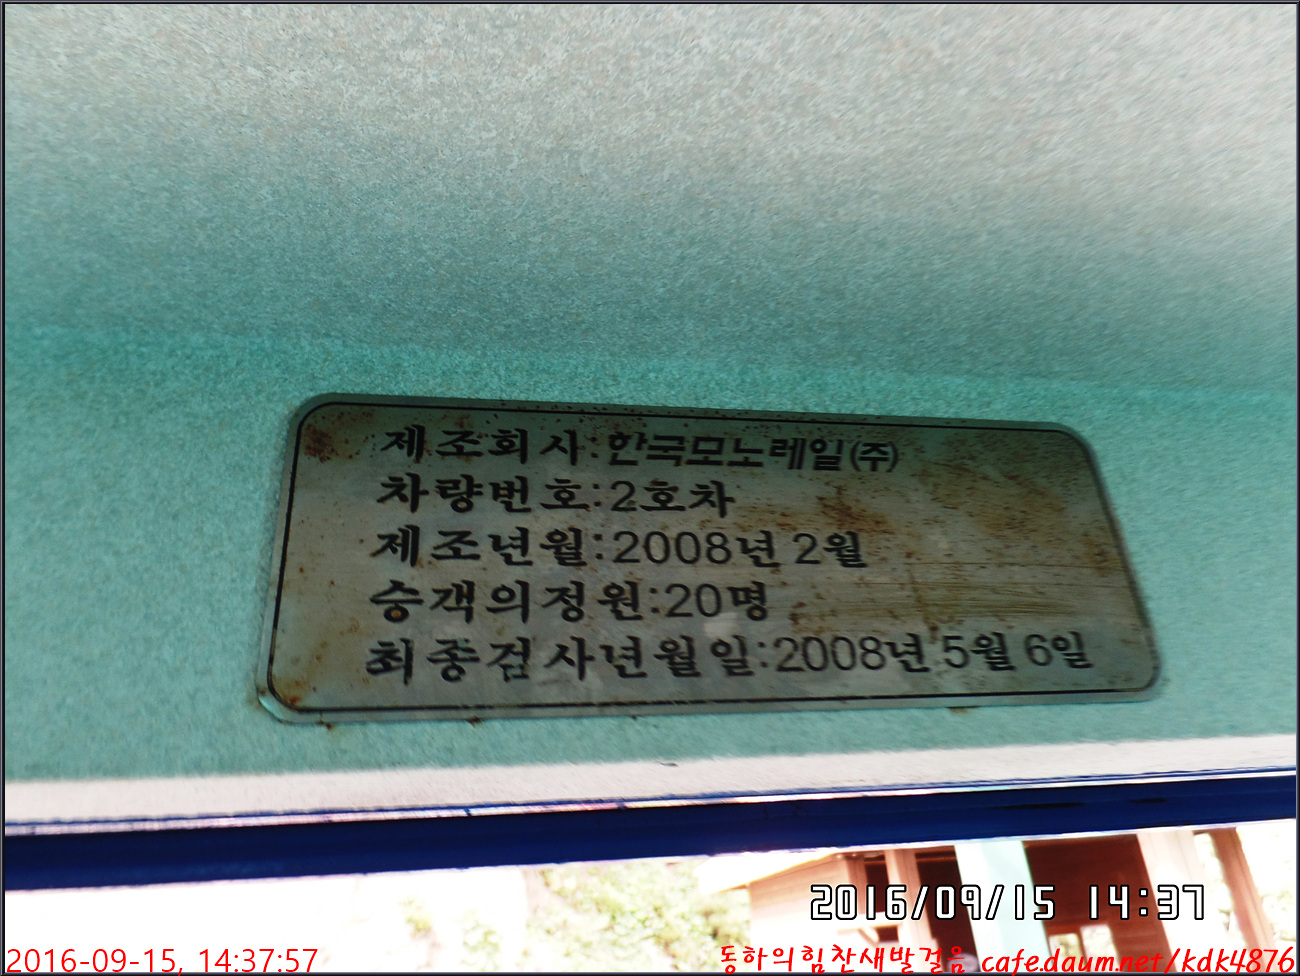 제조회사:한국모노레일(주)
차량번호:2호차
제조년월:2008년 2월
승객의정원:20명
최종검사년월일:2008년 5월 6일
2016/09/15 14:37
2016-09-15, 14:37:57
동하의힘찬새발걸음 cafe.daum.net/kdk4876